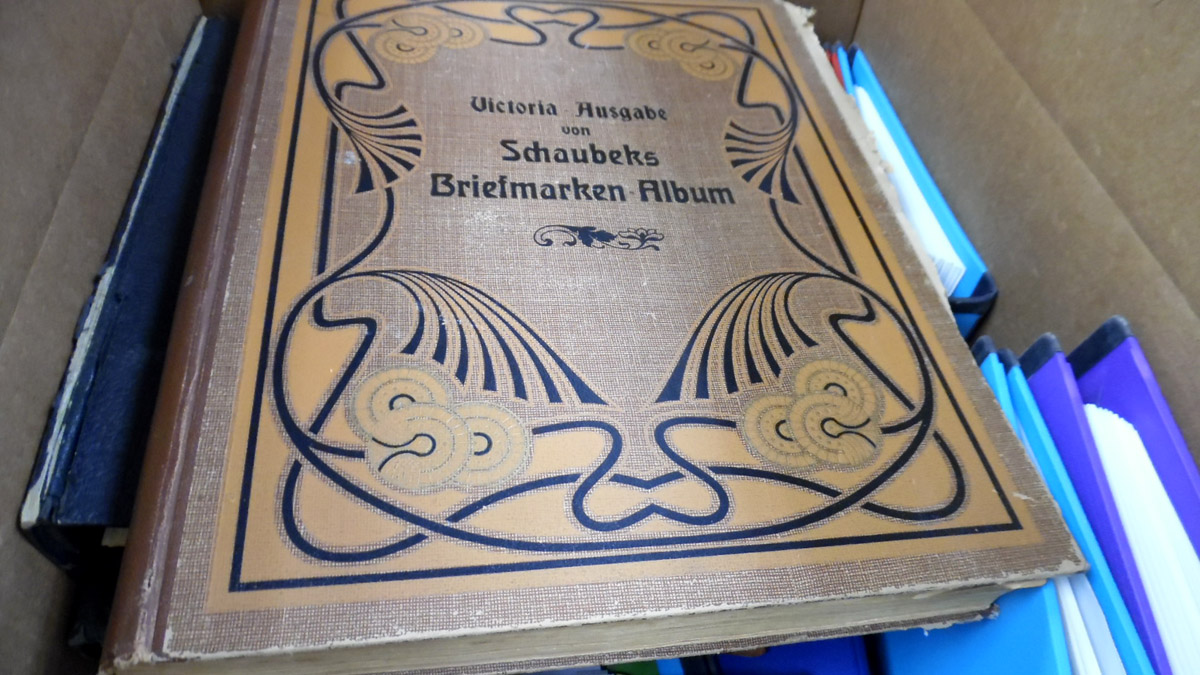 Victoria - Ausgabe
von
Schaubeks
Briefmarken-Album